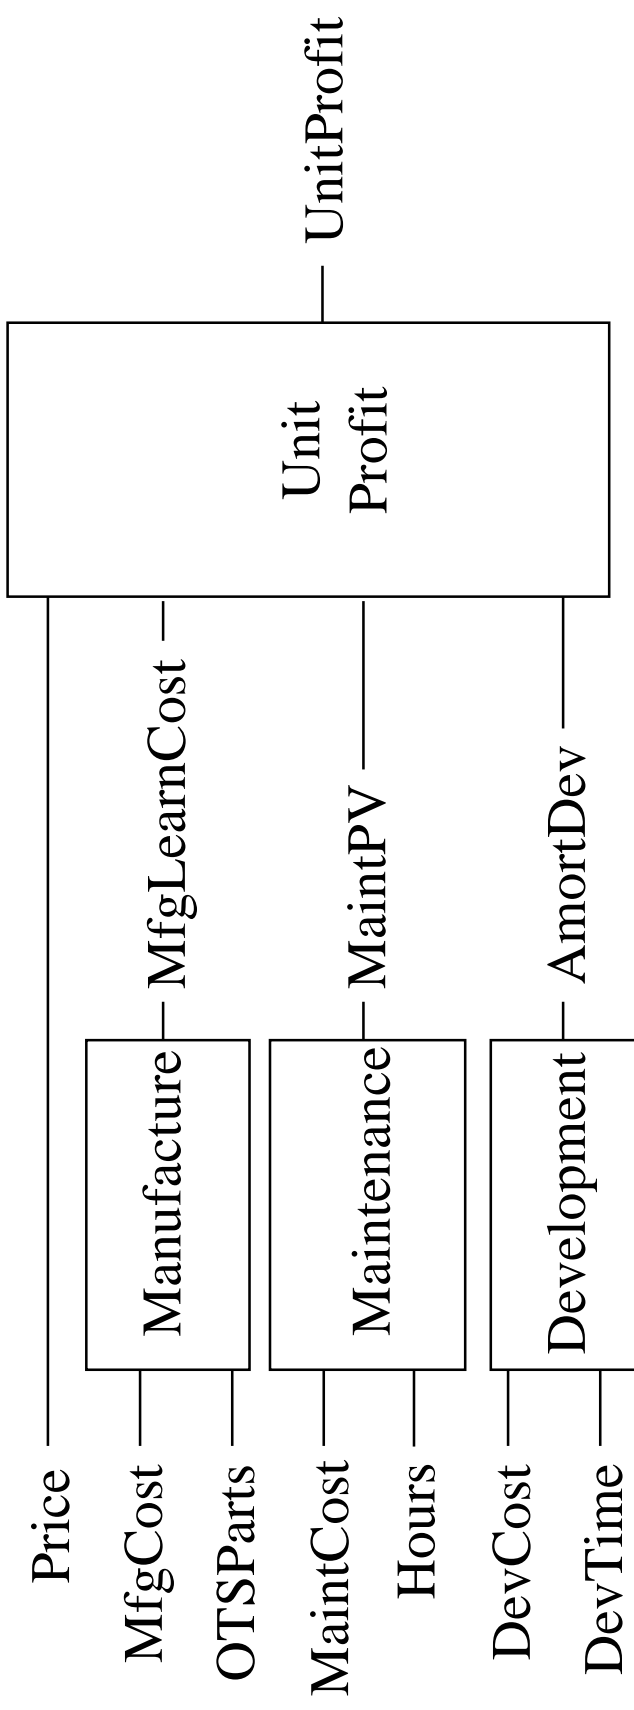 Price
MfgCost
OTSParts
MaintCost
Hours
DevCost
DevTime
Manufacture
Maintenance
Development
MfgLearnCost
MaintPV
AmortDev
Unit
Profit
UnitProfit